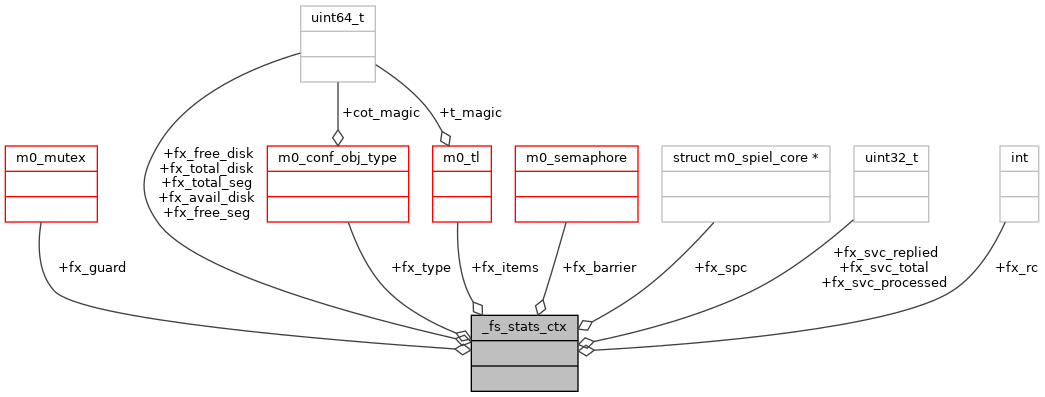 uint64_t
+cot_magic
+t_magic
+fx_free_disk
+fx_total_disk
+fx_total_seg
+fx_avail_disk
+fx_free_seg
m0_mutex
m0_conf_obj_type
m0_tl
m0_semaphore
struct m0_spiel_core *
uint32_t
int
+fx_guard
+fx_type
+fx_items
+fx_barrier
+fx_spc
+fx_svc_replied
+fx_svc_total
+fx_svc_processed
+fx_rc
_fs_stats_ctx